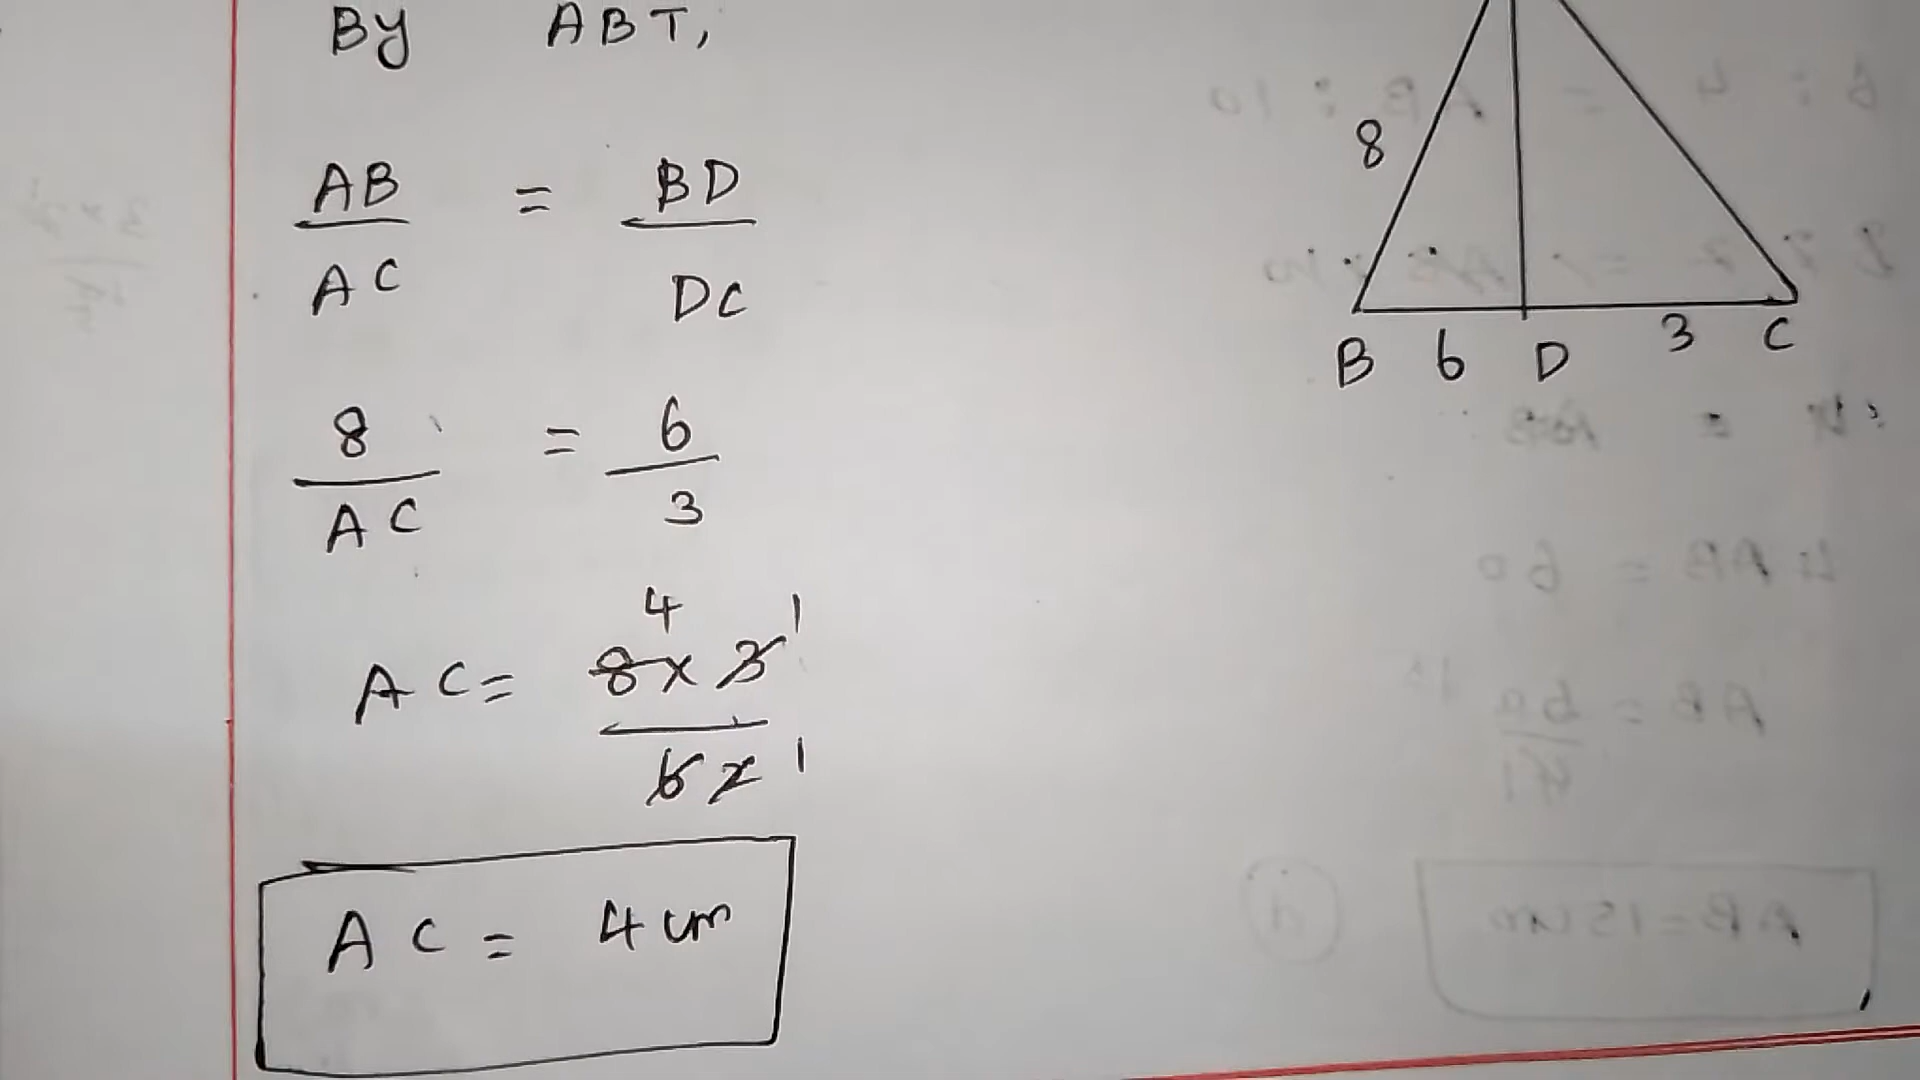 By ABT,
AB = BD
AC DC
8 = 6
AC 3
4 1
AC = 8 x 3
6 2 1
AC = 4 cm
8
B 6 D 3 C